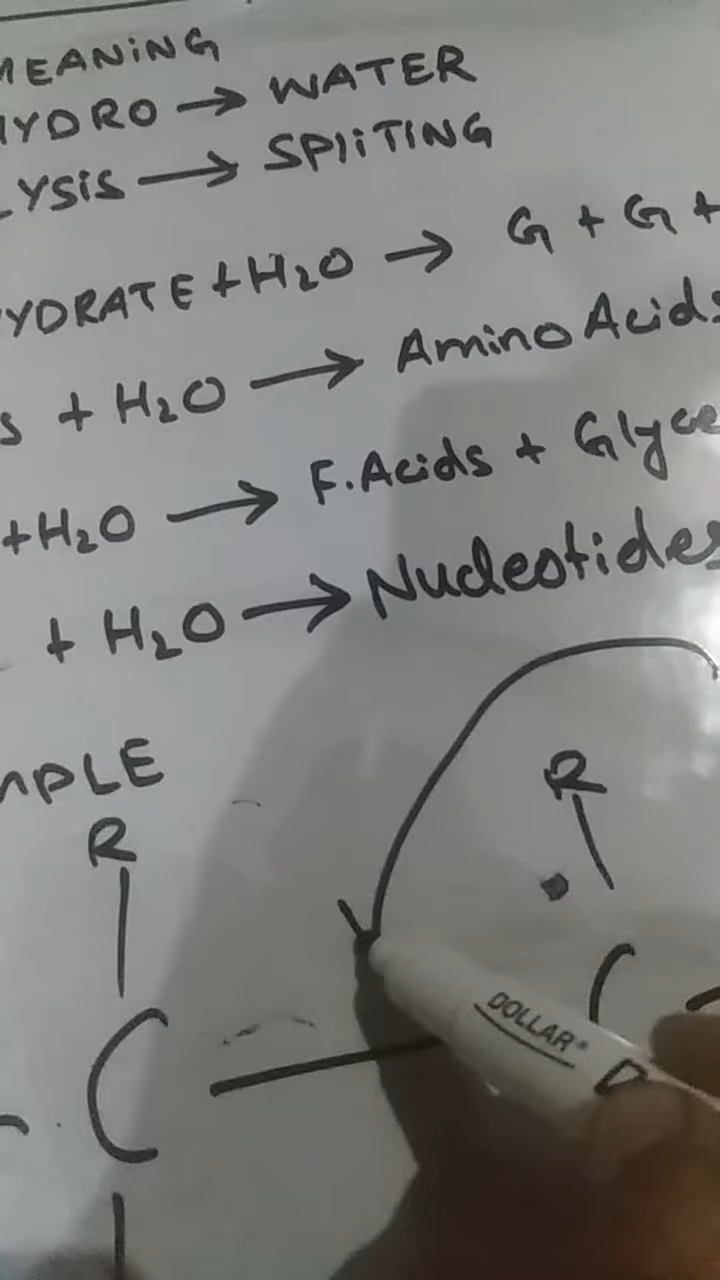 MEANiNG
HYDRO → WATER
LYSiS → SPLiTiNG
YDRATE + H₂O → G + G +
s + H₂O → Amino Acids
+ H₂O → F.Acids + Glyce
+ H₂O → Nucleotides
MPLE
R
R
C
C
DOLLAR